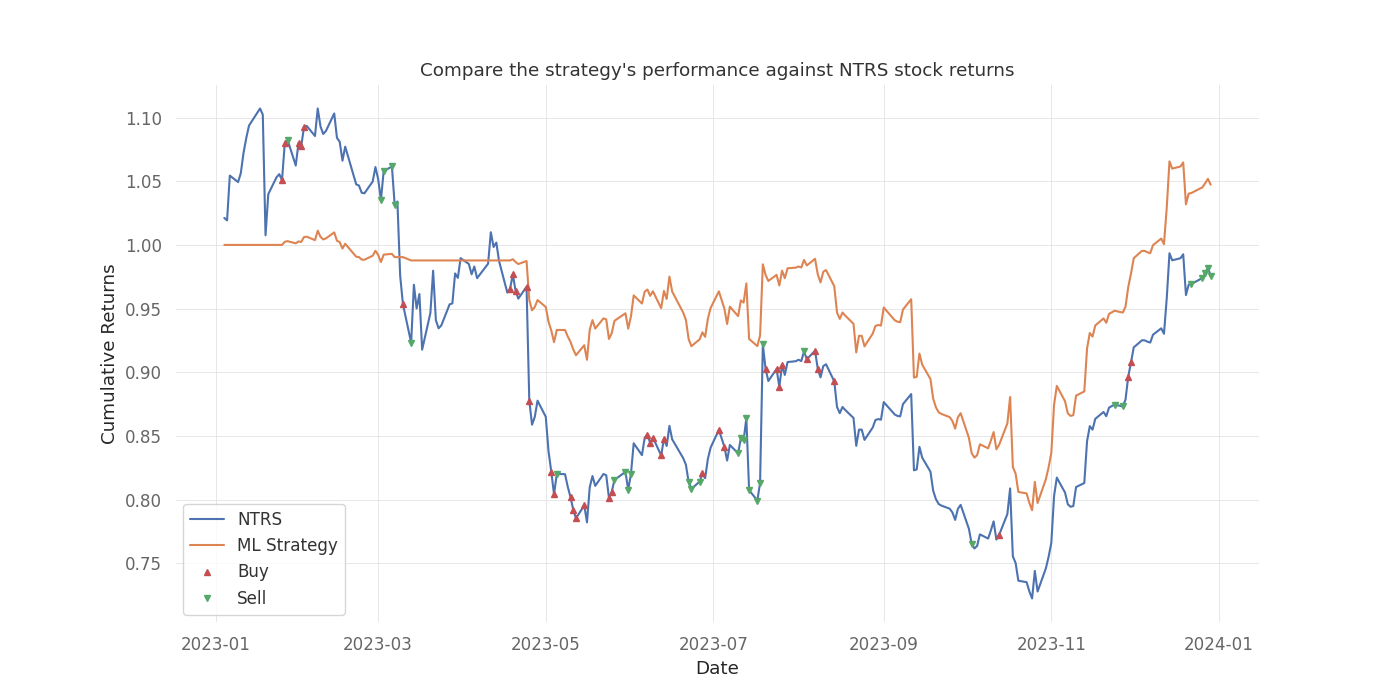 Compare the strategy's performance against NTRS stock returns
Cumulative Returns
1.10
1.05
1.00
0.95
0.90
0.85
0.80
0.75
NTRS
ML Strategy
Buy
Sell
2023-01
2023-03
2023-05
2023-07
2023-09
2023-11
2024-01
Date